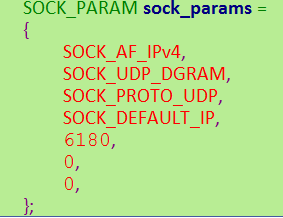 SOCK_PARAM sock_params =
{
SOCK_AF_IPv4,
SOCK_UDP_DGRAM,
SOCK_PROTO_UDP,
SOCK_DEFAULT_IP,
6180,
0,
0,
};